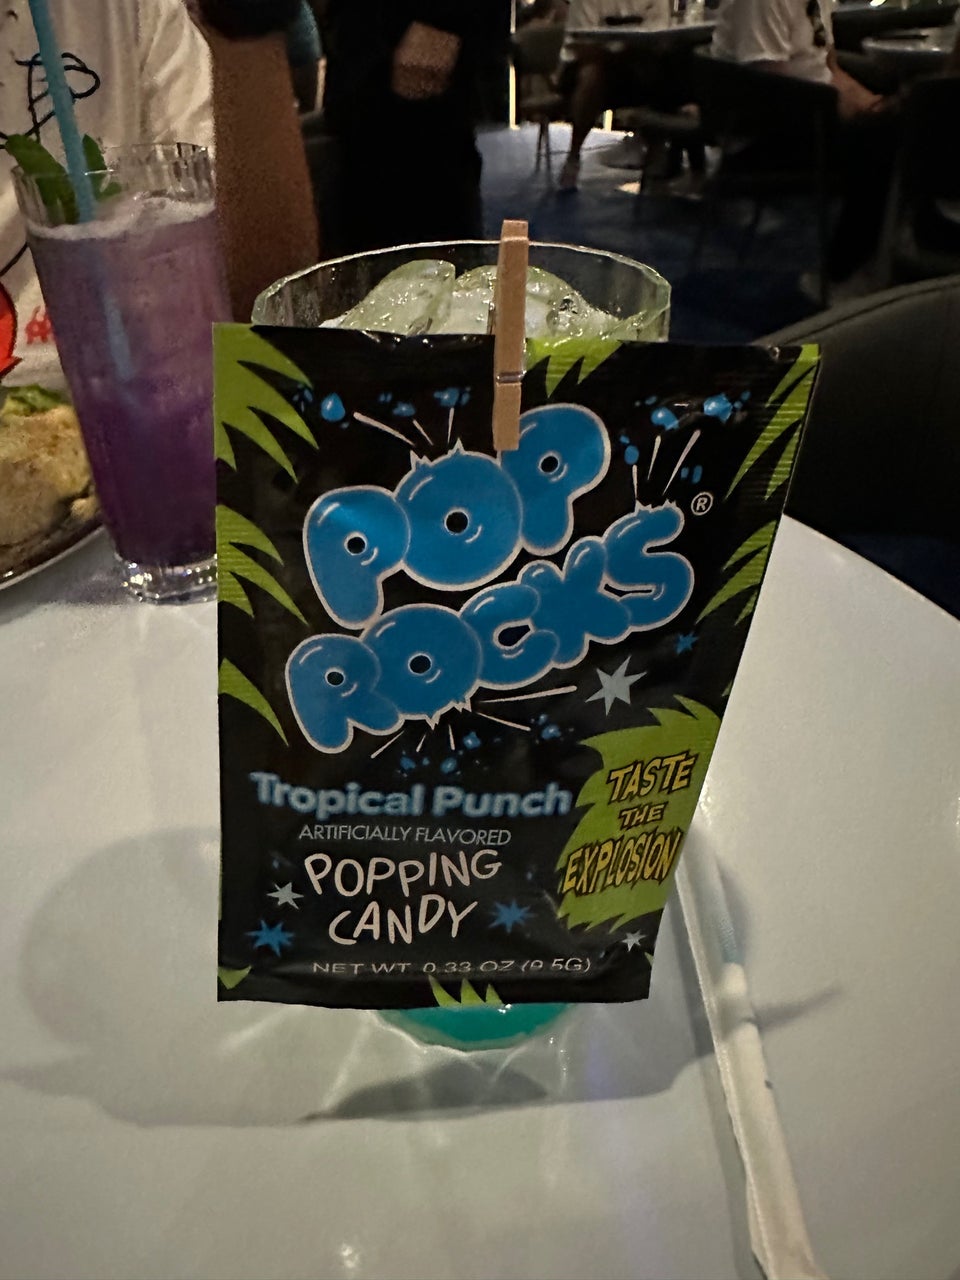 POP
ROCKS®
Tropical Punch
ARTIFICIALLY FLAVORED
POPPING
CANDY
NET WT 0.33 OZ (9.5G)
TASTE
THE
EXPLOSION